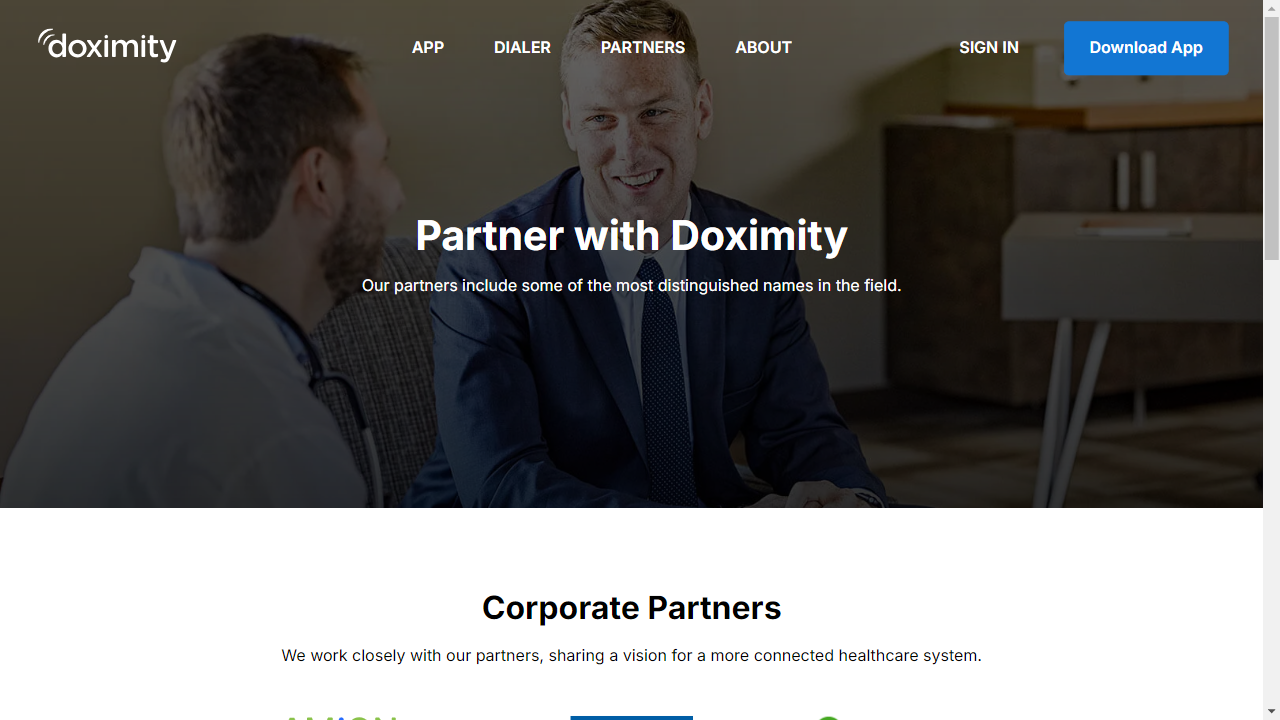 doximity
APP DIALER PARTNERS ABOUT SIGN IN Download App
Partner with Doximity
Our partners include some of the most distinguished names in the field.
Corporate Partners
We work closely with our partners, sharing a vision for a more connected healthcare system.